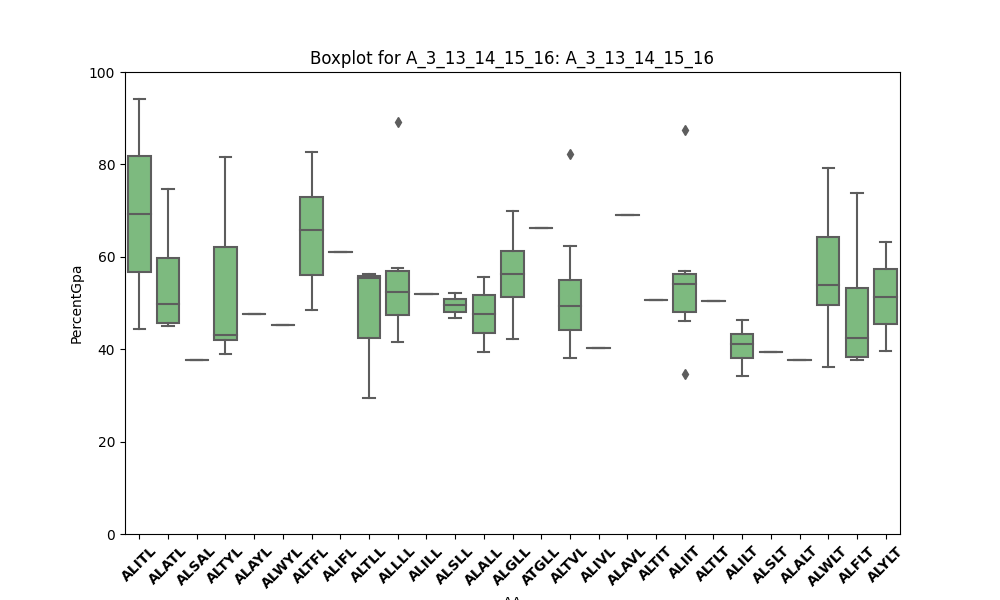 Boxplot for A_3_13_14_15_16: A_3_13_14_15_16
PercentGpa
100
80
60
40
20
0
ALITL ALATL ALSAL ALTYL ALAYL ALWYL ALTFL ALIFL ALTLL ALLLL ALILL ALSLL ALALL ALGLL ATGLL ALTVL ALIVL ALAVL ALTIT ALIIT ALTLT ALILT ALSLT ALALT ALWLT ALFLT ALYLT